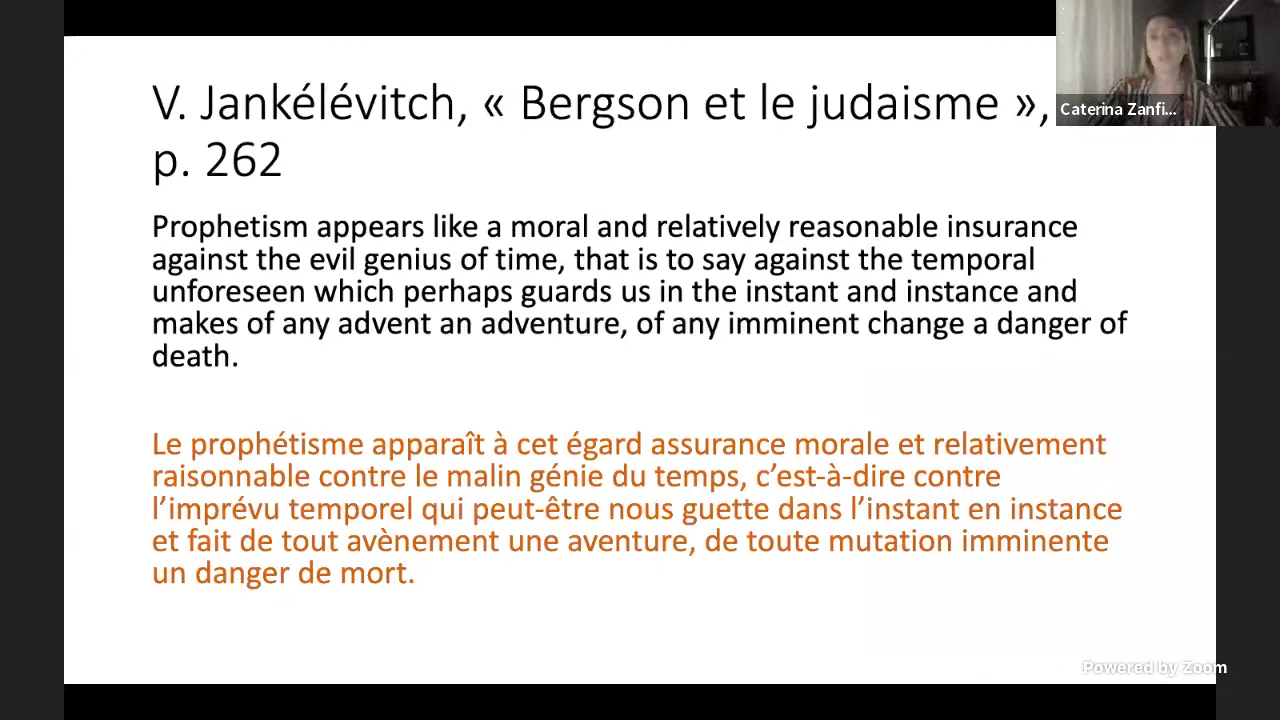 V. Jankélévitch, « Bergson et le judaisme »,
p. 262
Caterina Zanfi...
Prophetism appears like a moral and relatively reasonable insurance
against the evil genius of time, that is to say against the temporal
unforeseen which perhaps guards us in the instant and instance and
makes of any advent an adventure, of any imminent change a danger of
death.
Le prophétisme apparaît à cet égard assurance morale et relativement
raisonnable contre le malin génie du temps, c’est-à-dire contre
l’imprévu temporel qui peut-être nous guette dans l’instant en instance
et fait de tout avènement une aventure, de toute mutation imminente
un danger de mort.
Powered by Zoom